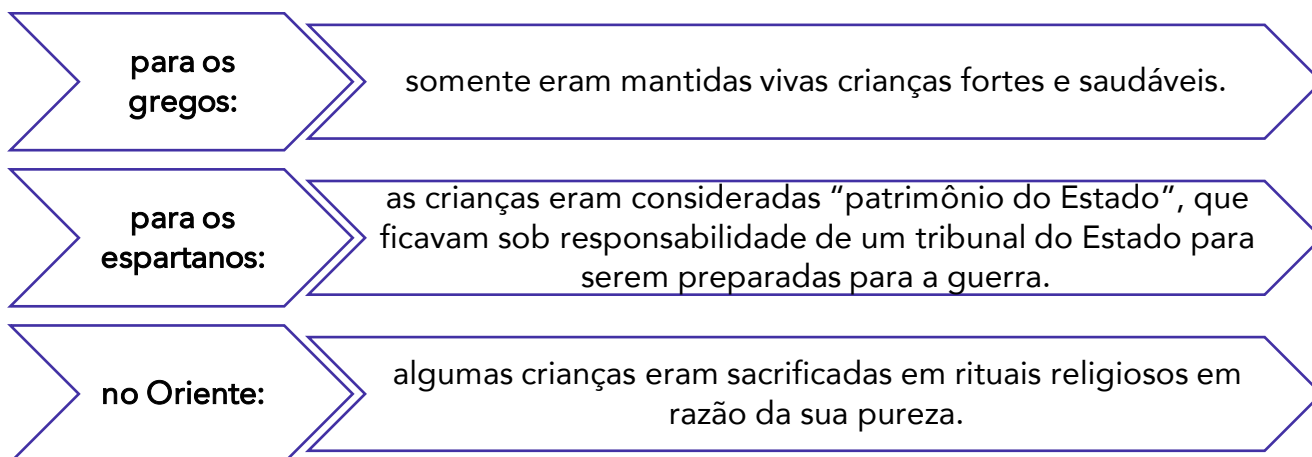 para os
gregos:
somente eram mantidas vivas crianças fortes e saudáveis.
para os
espartanos:
as crianças eram consideradas “patrimônio do Estado”, que
ficavam sob responsabilidade de um tribunal do Estado para
serem preparadas para a guerra.
no Oriente:
algumas crianças eram sacrificadas em rituais religiosos em
razão da sua pureza.